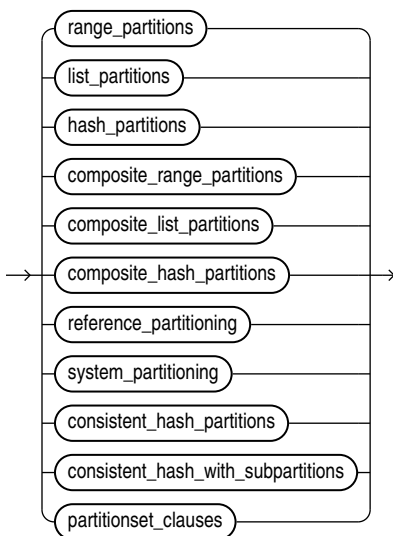 range_partitions
list_partitions
hash_partitions
composite_range_partitions
composite_list_partitions
composite_hash_partitions
reference_partitioning
system_partitioning
consistent_hash_partitions
consistent_hash_with_subpartitions
partitionset_clauses